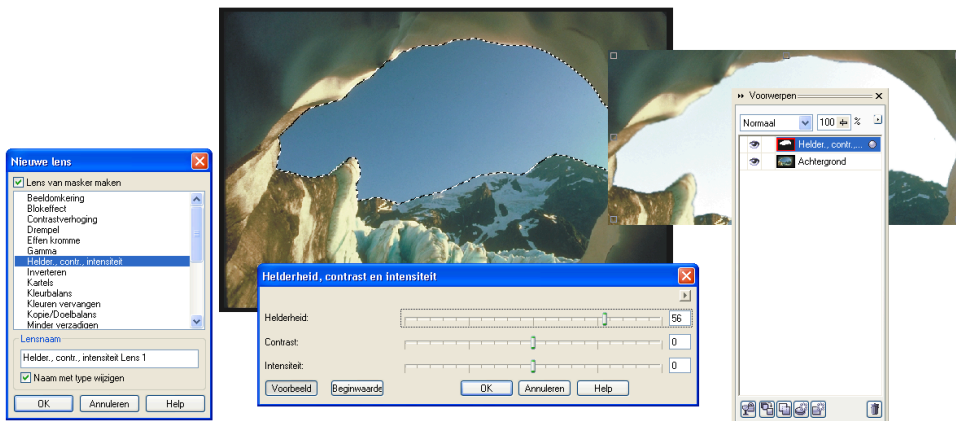 Nieuwe lens
Lens van masker maken
Beeldomkering
Blokeffect
Contrastverhoging
Drempel
Effen kromme
Gamma
Helder., contr., intensiteit
Inverteren
Kartels
Kleurbalans
Kleuren vervangen
Kopie/Doelbalans
Minder verzadigen
Lensnaam
Helder., contr., intensiteit Lens 1
Naam met type wijzigen
OK Annuleren Help
Helderheid, contrast en intensiteit
Helderheid: 56
Contrast: 0
Intensiteit: 0
Voorbeeld Beginwaarde OK Annuleren Help
Voorwerpen
Normaal 100 %
Helder., contr.,...
Achtergrond